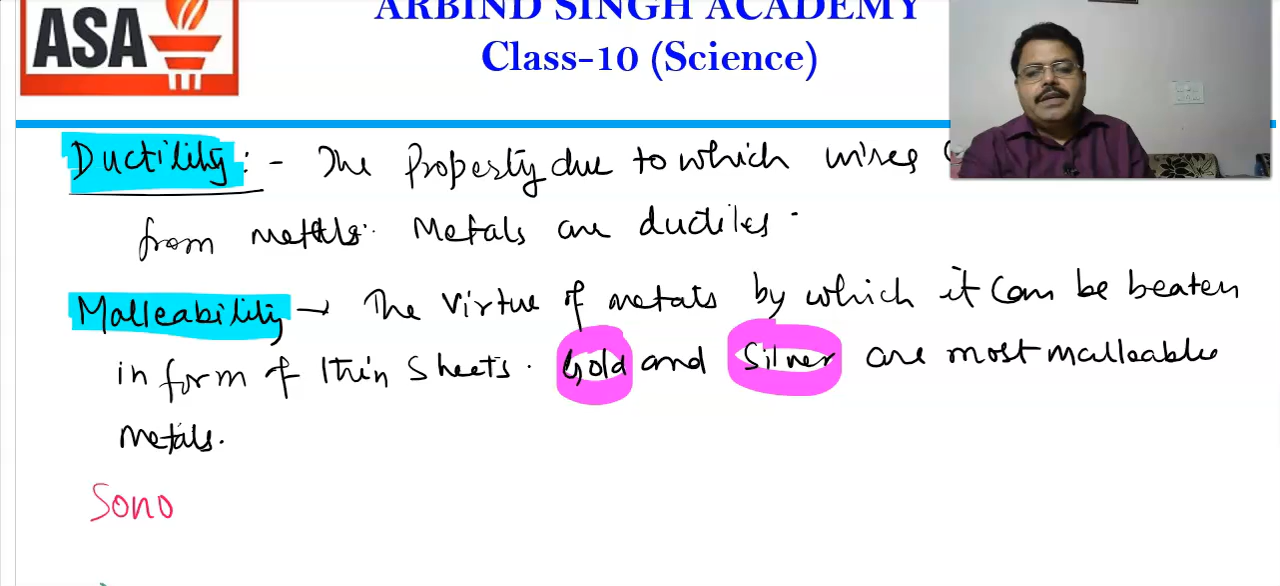 ASA
ARBIND SINGH ACADEMY
Class-10 (Science)
Ductility :- The Property due to which wires
from metals. Metals are ductiles.
Malleability → The virtue of metals by which it can be beaten
in form of thin sheets. Gold and Silver are most malleable
metals.
Sono